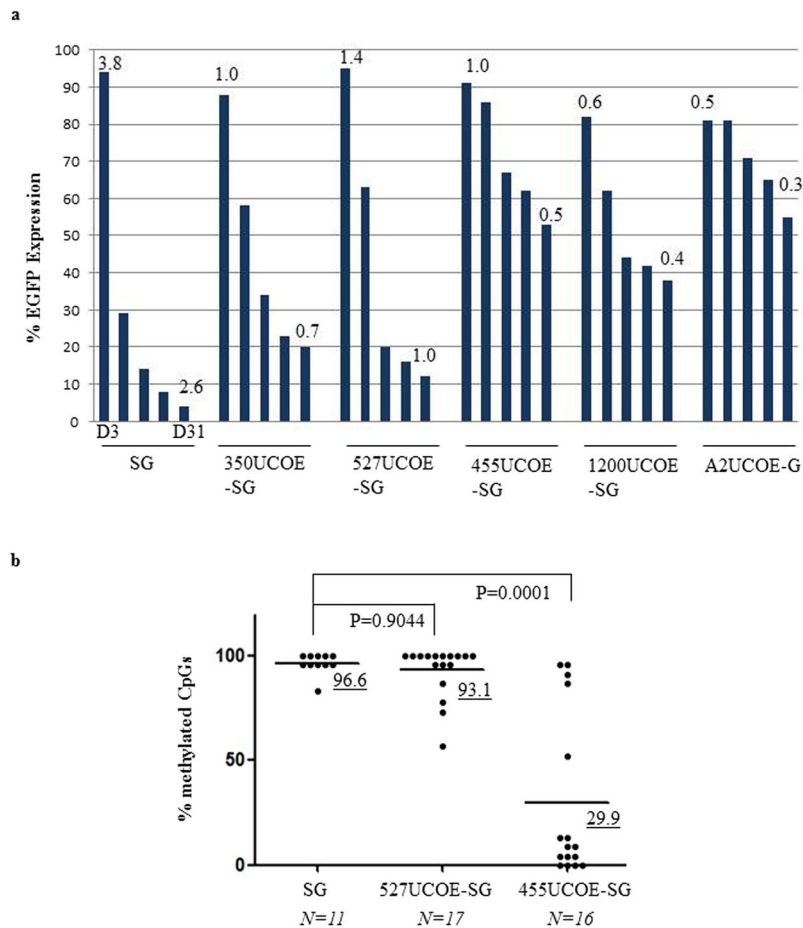 a
% EGFP Expression
100
90
80
70
60
50
40
30
20
10
0
3.8
2.6
1.0
0.7
1.4
1.0
1.0
0.5
0.6
0.4
0.5
0.3
D3
D31
SG
350UCOE
-SG
527UCOE
-SG
455UCOE
-SG
1200UCOE
-SG
A2UCOE-G
b
P=0.0001
P=0.9044
% methylated CpGs
100
50
0
96.6
93.1
29.9
SG
527UCOE-SG
455UCOE-SG
N=11
N=17
N=16